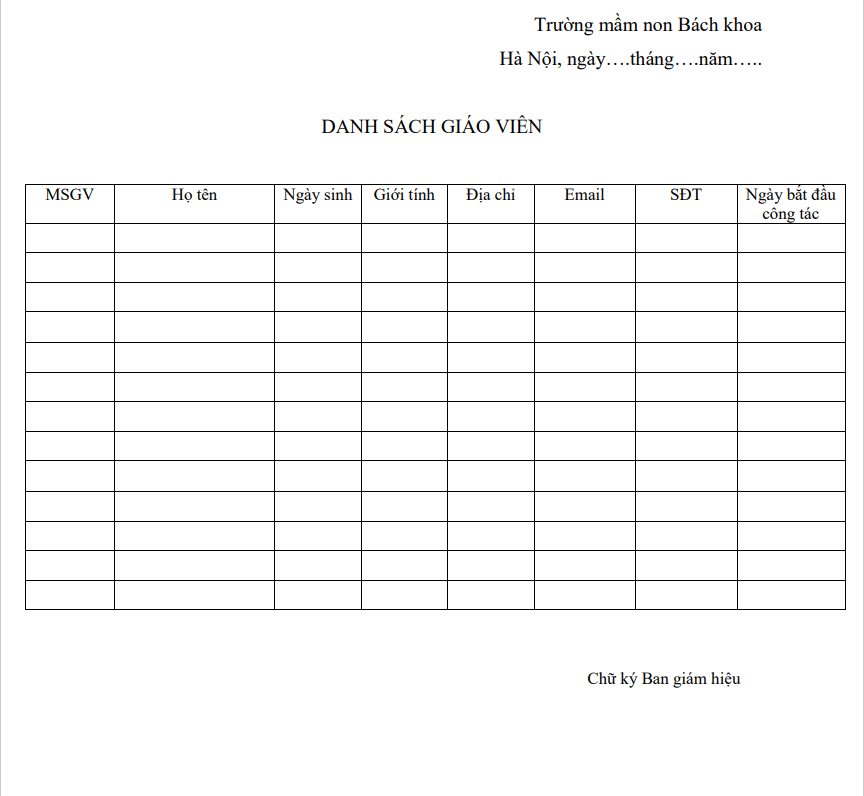 Trường mầm non Bách khoa
Hà Nội, ngày….tháng….năm…..
DANH SÁCH GIÁO VIÊN
MSGV Họ tên Ngày sinh Giới tính Địa chỉ Email SĐT Ngày bắt đầu
công tác
Chữ ký Ban giám hiệu